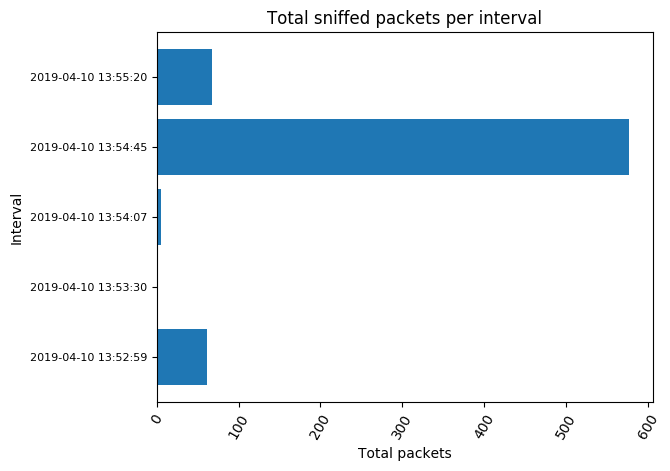 Total sniffed packets per interval
Interval
2019-04-10 13:55:20
2019-04-10 13:54:45
2019-04-10 13:54:07
2019-04-10 13:53:30
2019-04-10 13:52:59
0 100 200 300 400 500 600
Total packets